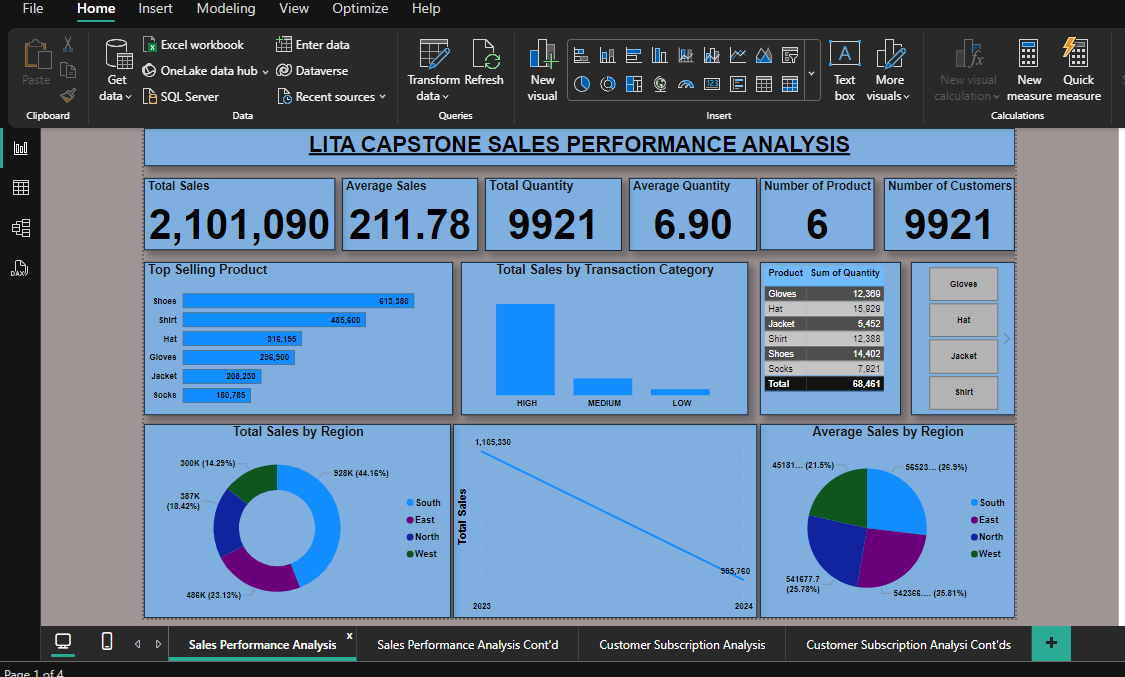 File Home Insert Modeling View Optimize Help
Paste
Clipboard
Get data
Excel workbook
OneLake data hub
SQL Server
Enter data
Dataverse
Recent sources
Data
Transform data
Refresh
Queries
New visual
Text box
More visuals
Insert
New visual calculation
New measure
Quick measure
Calculations
LITA CAPSTONE SALES PERFORMANCE ANALYSIS
Total Sales
2,101,090
Average Sales
211.78
Total Quantity
9921
Average Quantity
6.90
Number of Product
6
Number of Customers
9921
Top Selling Product
Shoes 613,380
Shirt 485,600
Hat 316,195
Gloves 296,900
Jacket 208,230
Socks 180,785
Total Sales by Transaction Category
HIGH MEDIUM LOW
Product Sum of Quantity
Gloves 12,369
Hat 15,929
Jacket 5,452
Shirt 12,388
Shoes 14,402
Socks 7,921
Total 68,461
Gloves
Hat
Jacket
Shirt
Total Sales by Region
300K (14.29%)
928K (44.16%)
387K
(18.42%)
486K (23.13%)
South
East
North
West
Total Sales
1,105,330
995,760
2023 2024
Average Sales by Region
45181... (21.5%)
56523... (26.9%)
541677.7
(25.78%)
542366.... (25.81%)
South
East
North
West
Sales Performance Analysis x
Sales Performance Analysis Cont'd
Customer Subscription Analysis
Customer Subscription Analysi Cont'ds
+
Page 1 of 4